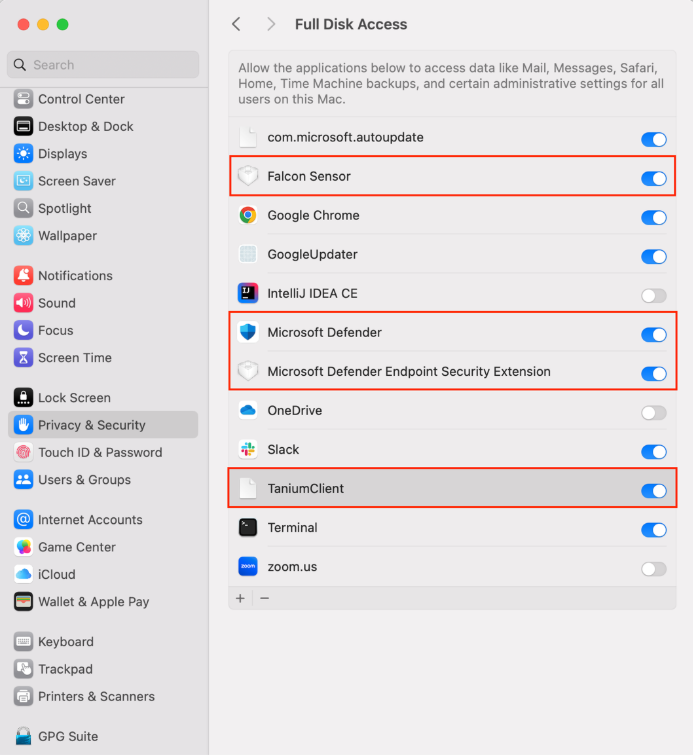 Full Disk Access
Search
Control Center
Desktop & Dock
Displays
Screen Saver
Spotlight
Wallpaper
Notifications
Sound
Focus
Screen Time
Lock Screen
Privacy & Security
Touch ID & Password
Users & Groups
Internet Accounts
Game Center
iCloud
Wallet & Apple Pay
Keyboard
Trackpad
Printers & Scanners
GPG Suite
Allow the applications below to access data like Mail, Messages, Safari,
Home, Time Machine backups, and certain administrative settings for all
users on this Mac.
com.microsoft.autoupdate
Falcon Sensor
Google Chrome
GoogleUpdater
IJ
IntelliJ IDEA CE
Microsoft Defender
Microsoft Defender Endpoint Security Extension
OneDrive
Slack
TaniumClient
Terminal
zoom
zoom.us
+ −